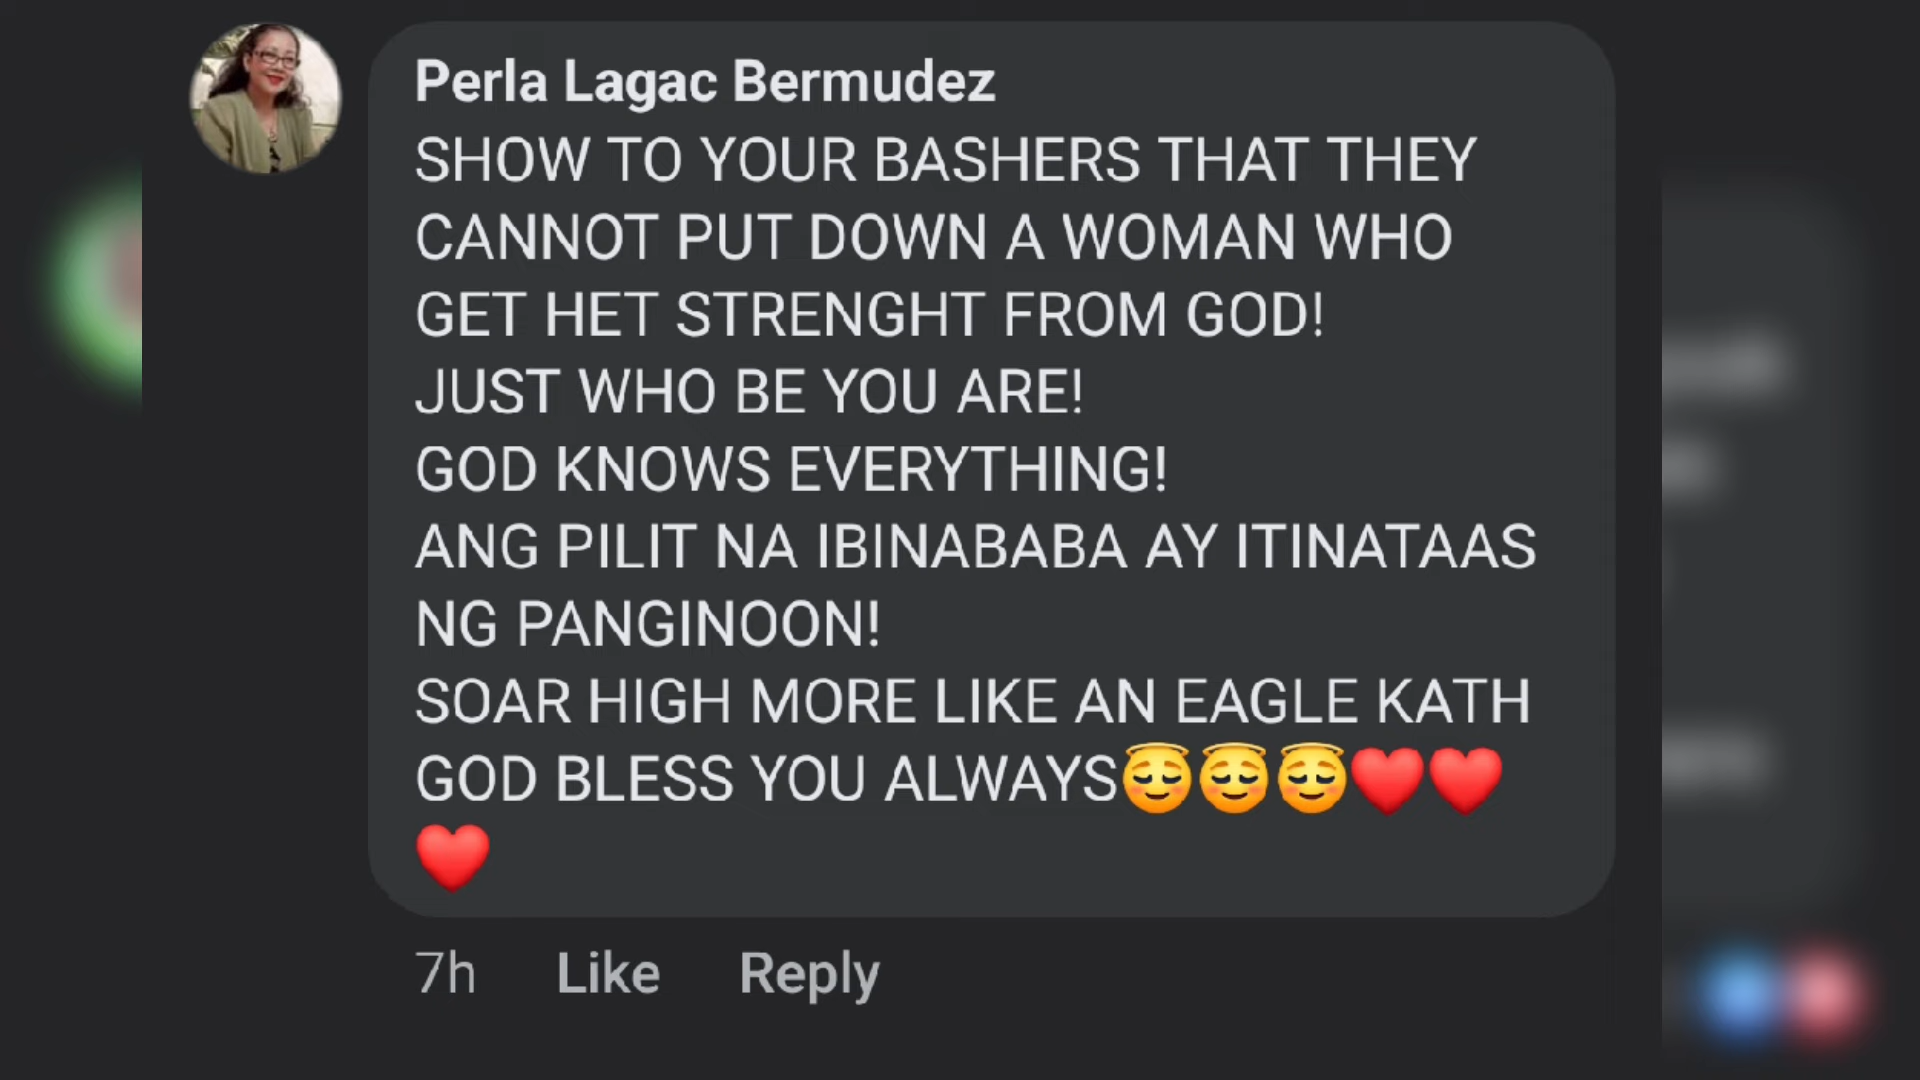 Perla Lagac Bermudez
SHOW TO YOUR BASHERS THAT THEY
CANNOT PUT DOWN A WOMAN WHO
GET HET STRENGHT FROM GOD!
JUST WHO BE YOU ARE!
GOD KNOWS EVERYTHING!
ANG PILIT NA IBINABABA AY ITINATAAS
NG PANGINOON!
SOAR HIGH MORE LIKE AN EAGLE KATH
GOD BLESS YOU ALWAYS😇😇😇❤️❤️
❤️
7h Like Reply